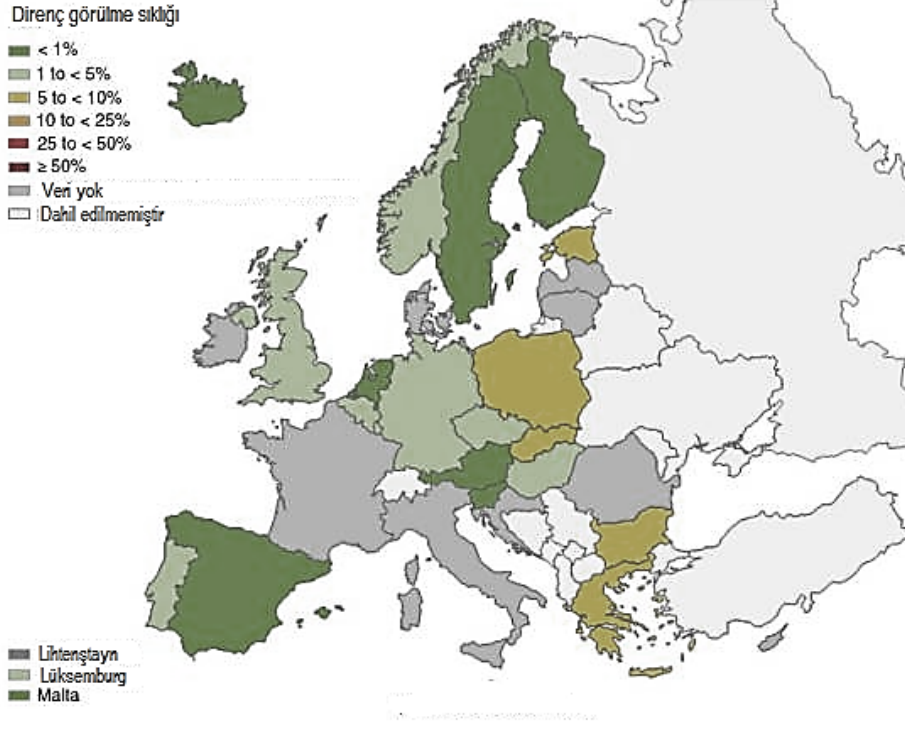 Direnç görülme sıklığı
< 1%
1 to < 5%
5 to < 10%
10 to < 25%
25 to < 50%
≥ 50%
Veri yok
Dahil edilmemiştir
Lihtenştayn
Lüksemburg
Malta